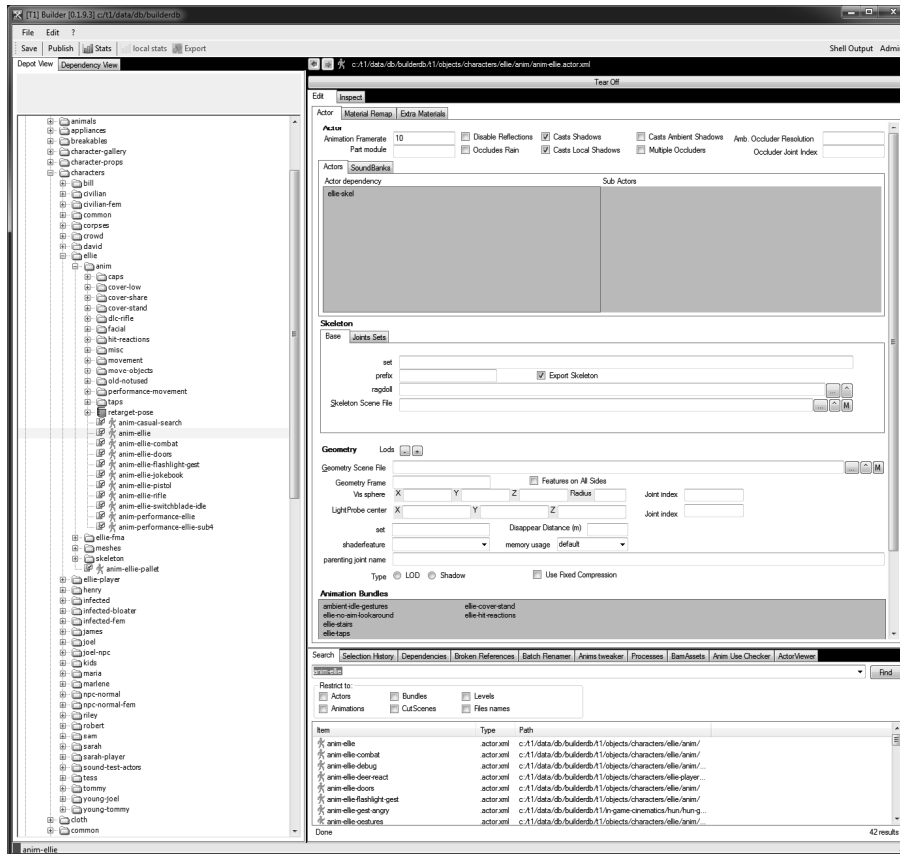 [T1] Builder [0.1.9.3] c:/t1/data/db/builderdb
File Edit ?
Save Publish Stats local stats Export Shell Output Admin
Depot View Dependency View
c:/t1/data/db/builderdb/t1/objects/characters/ellie/anim/anim-ellie.actor.xml
Tear Off
Edit Inspect
Actor Material Remap Extra Materials
Actor
Animation Framerate 10 Disable Reflections Casts Shadows Casts Ambient Shadows Amb. Occluder Resolution
Part module Occludes Rain Casts Local Shadows Multiple Occluders Occluder Joint Index
Actors SoundBanks
Actor dependency Sub Actors
ellie-skel
Skeleton
Base Joints Sets
set
prefix Export Skeleton
ragdoll ... ^
Skeleton Scene File ... ^ M
Geometry Lods - +
Geometry Scene File ... ^ M
Geometry Frame Features on All Sides
Vis sphere X Y Z Radius Joint index
LightProbe center X Y Z Joint index
set Disappear Distance (m)
shaderfeature memory usage default
parenting joint name
Type LOD Shadow Use Fixed Compression
Animation Bundles
ambient-idle-gestures ellie-cover-stand
ellie-no-aim-lookaround ellie-hit-reactions
ellie-stairs
ellie-taps
animals
appliances
breakables
character-gallery
character-props
characters
bill
civilian
civilian-fem
common
corpses
crowd
david
ellie
anim
caps
cover-low
cover-share
cover-stand
dlc-rifle
facial
hit-reactions
misc
movement
move-objects
old-notused
performance-movement
taps
retarget-pose
anim-casual-search
anim-ellie
anim-ellie-combat
anim-ellie-doors
anim-ellie-flashlight-gest
anim-ellie-jokebook
anim-ellie-pistol
anim-ellie-rifle
anim-ellie-switchblade-idle
anim-performance-ellie
anim-performance-ellie-sub4
ellie-fma
meshes
skeleton
anim-ellie-pallet
ellie-player
henry
infected
infected-bloater
infected-fem
james
joel
joel-npc
kids
maria
marlene
npc-normal
npc-normal-fem
riley
robert
sam
sarah
sarah-player
sound-test-actors
tess
tommy
young-joel
young-tommy
cloth
common
Search Selection History Dependencies Broken References Batch Renamer Anims tweaker Processes BamAssets Anim Use Checker ActorViewer
anim-ellie Find
Restrict to:
Actors Bundles Levels
Animations CutScenes Files names
Item Type Path
anim-ellie .actor.xml c:/t1/data/db/builderdb/t1/objects/characters/ellie/anim/
anim-ellie-combat .actor.xml c:/t1/data/db/builderdb/t1/objects/characters/ellie/anim/
anim-ellie-debug .actor.xml c:/t1/data/db/builderdb/t1/objects/characters/ellie/anim/...
anim-ellie-deer-react .actor.xml c:/t1/data/db/builderdb/t1/objects/characters/ellie-player...
anim-ellie-doors .actor.xml c:/t1/data/db/builderdb/t1/objects/characters/ellie/anim/
anim-ellie-flashlight-gest .actor.xml c:/t1/data/db/builderdb/t1/objects/characters/ellie/anim/
anim-ellie-gest-angry .actor.xml c:/t1/data/db/builderdb/t1/in-game-cinematics/hun/hun-g...
anim-ellie-gestures .actor.xml c:/t1/data/db/builderdb/t1/objects/characters/ellie/anim/
Done 42 results
anim-ellie